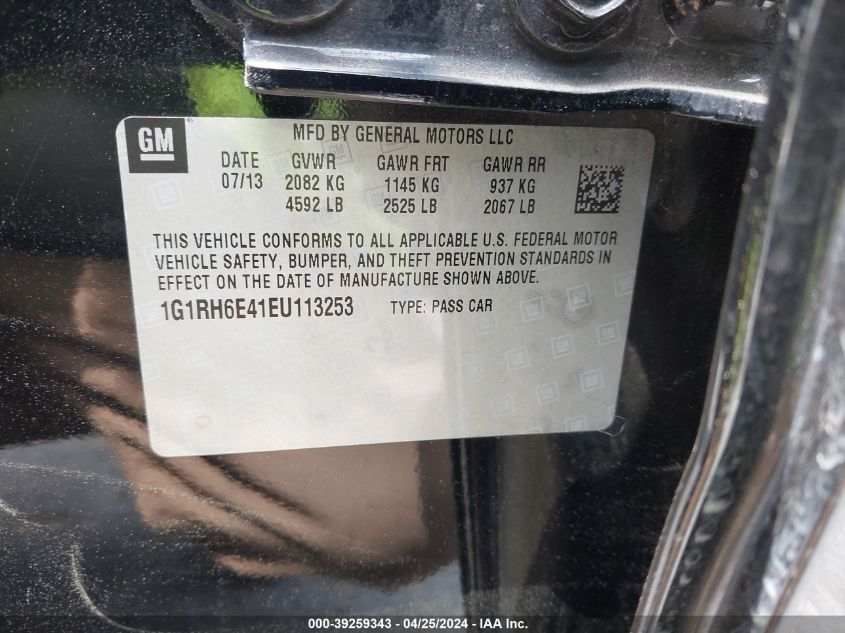 GM
MFD BY GENERAL MOTORS LLC
DATE GVWR GAWR FRT GAWR RR
07/13 2082 KG 1145 KG 937 KG
4592 LB 2525 LB 2067 LB
THIS VEHICLE CONFORMS TO ALL APPLICABLE U.S. FEDERAL MOTOR
VEHICLE SAFETY, BUMPER, AND THEFT PREVENTION STANDARDS IN
EFFECT ON THE DATE OF MANUFACTURE SHOWN ABOVE.
1G1RH6E41EU113253 TYPE: PASS CAR
000-39259343 - 04/25/2024 - IAA Inc.